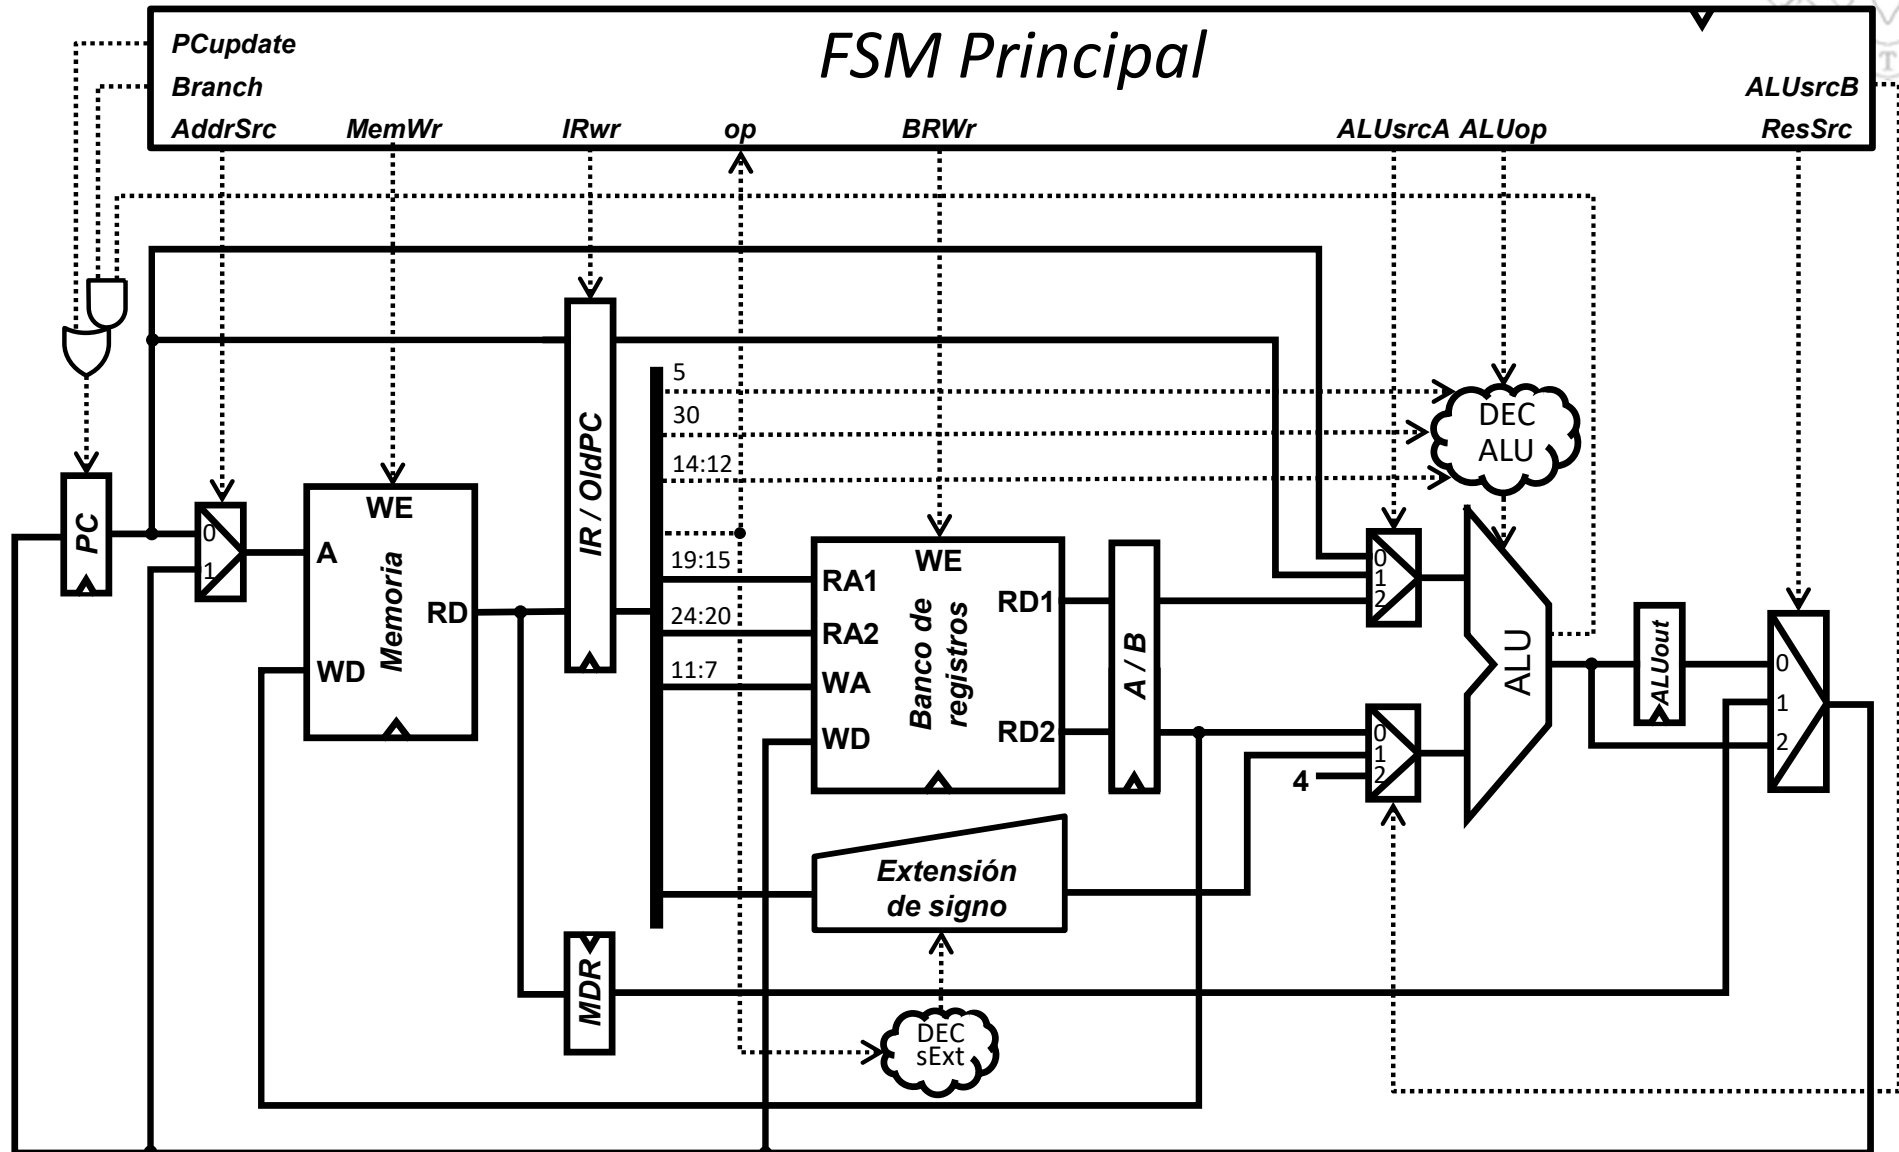 FSM Principal
PCupdate
Branch
ALUsrcB
AddrSrc
MemWr
IRwr
op
BRWr
ALUsrcA
ALUop
ResSrc
T
5
30
14:12
19:15
24:20
11:7
DEC
ALU
PC
0
1
WE
A
Memoria
RD
WD
IR / OldPC
WE
RA1
RA2
WA
WD
Banco de
registros
RD1
RD2
A / B
0
1
2
0
1
2
4
ALU
ALUout
0
1
2
Extensión
de signo
MDR
DEC
sExt